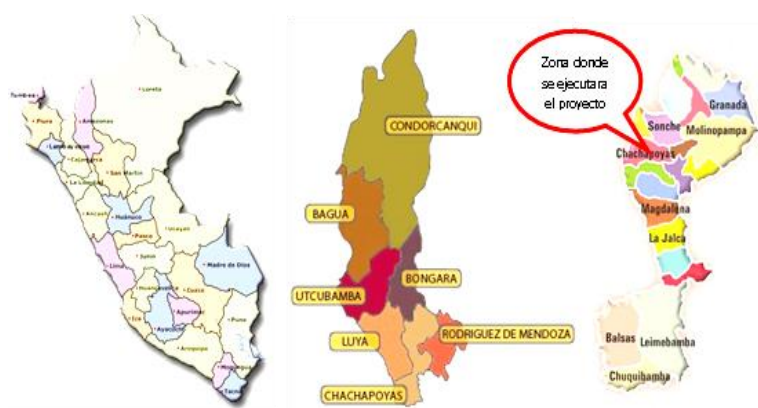 Tumbes
Loreto
Piura
Amazonas
Lambayeque
Cajamarca
San Martin
La Libertad
Ancash
Huánuco
Ucayali
Pasco
Junin
Lima
Madre de Dios
Huancavelica
Cuzco
Ica
Apurimac
Ayacucho
Puno
Arequipa
Moquegua
Tacna
CONDORCANQUI
BAGUA
BONGARA
UTCUBAMBA
LUYA
RODRIGUEZ DE MENDOZA
CHACHAPOYAS
Zona donde
se ejecutara
el proyecto
Granada
Sonche
Molinopampa
Chachapoyas
Magdalena
La Jalca
Balsas
Leimebamba
Chuquibamba